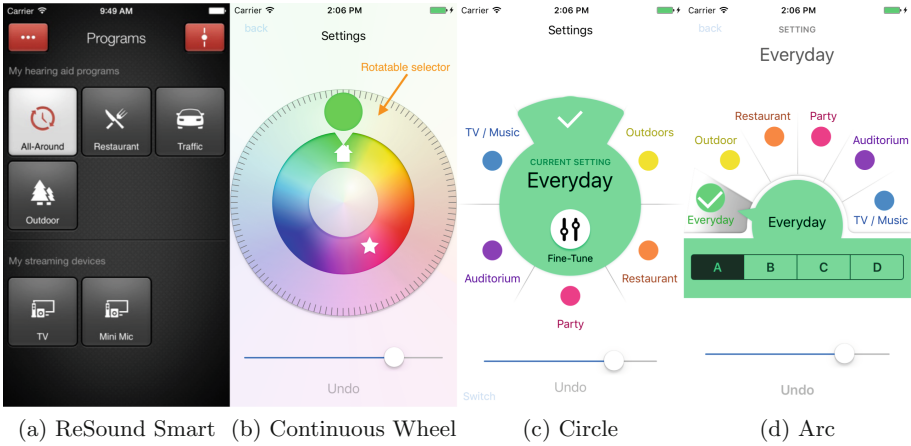 Carrier 9:49 AM
Programs
My hearing aid programs
All-Around Restaurant Traffic
Outdoor
My streaming devices
TV Mini Mic
(a) ReSound Smart
Carrier 2:06 PM
back
Settings
Rotatable selector
Undo
(b) Continuous Wheel
Carrier 2:06 PM
Settings
TV / Music Outdoors
CURRENT SETTING
Everyday
Fine-Tune
Auditorium Restaurant
Party
Undo
Switch
(c) Circle
Carrier 2:06 PM
back
SETTING
Everyday
Restaurant Party
Outdoor Auditorium
Everyday Everyday TV / Music
A B C D
Undo
(d) Arc